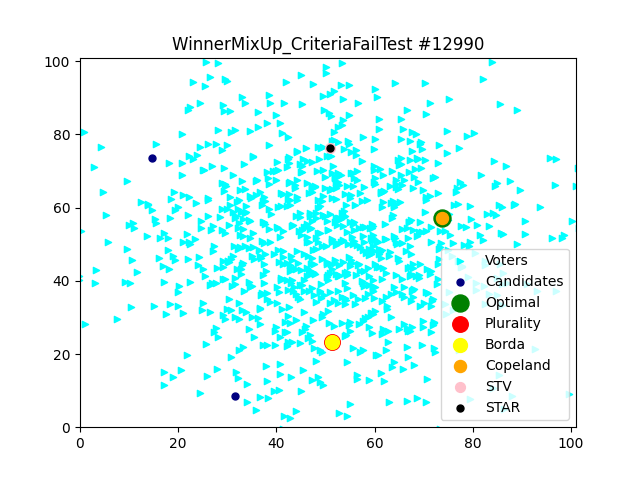 WinnerMixUp_CriteriaFailTest #12990
100
80
60
40
20
0
0
20
40
60
80
100
Voters
Candidates
Optimal
Plurality
Borda
Copeland
STV
STAR